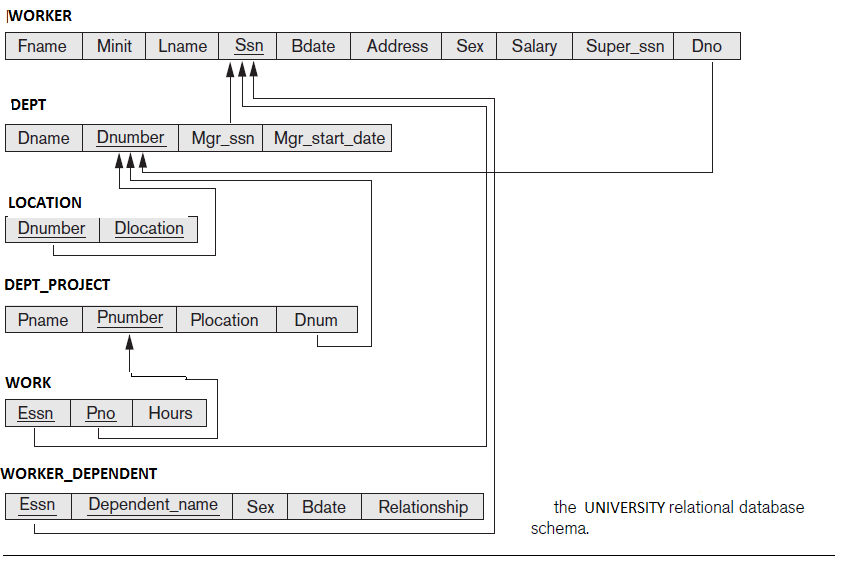 WORKER
Fname Minit Lname Ssn Bdate Address Sex Salary Super_ssn Dno
DEPT
Dname Dnumber Mgr_ssn Mgr_start_date
LOCATION
Dnumber Dlocation
DEPT_PROJECT
Pname Pnumber Plocation Dnum
WORK
Essn Pno Hours
WORKER_DEPENDENT
Essn Dependent_name Sex Bdate Relationship
the UNIVERSITY relational database
schema.